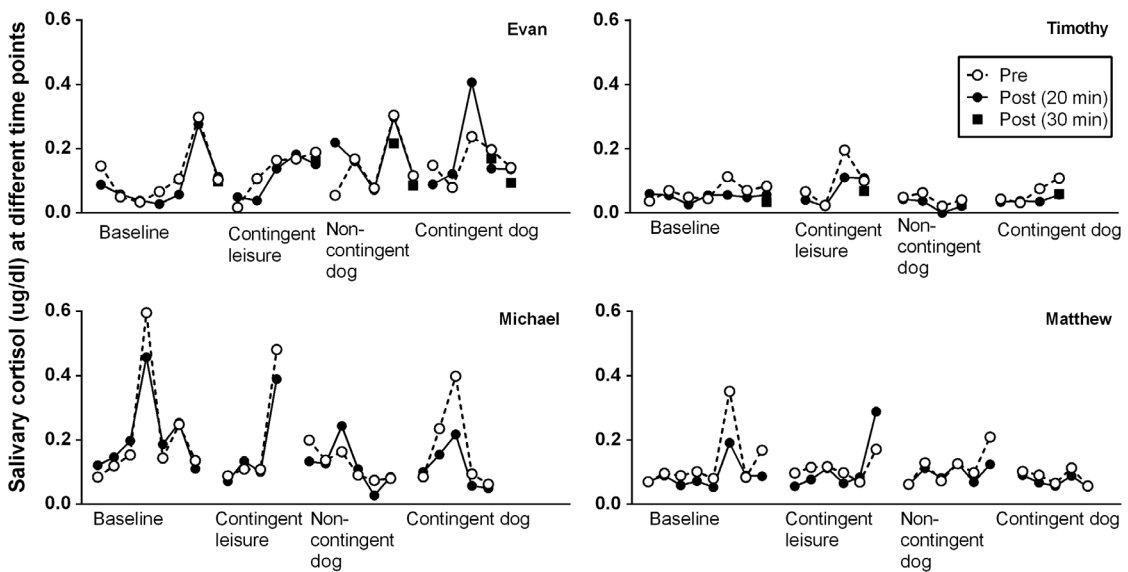 Salivary cortisol (ug/dl) at different time points
0.6
0.4
0.2
0.0
Evan
Baseline
Contingent
leisure
Non-
contingent
dog
Contingent dog
0.6
0.4
0.2
0.0
Timothy
Pre
Post (20 min)
Post (30 min)
Baseline
Contingent
leisure
Non-
contingent
dog
Contingent dog
0.6
0.4
0.2
0.0
Michael
Baseline
Contingent
leisure
Non-
contingent
dog
Contingent dog
0.6
0.4
0.2
0.0
Matthew
Baseline
Contingent
leisure
Non-
contingent
dog
Contingent dog